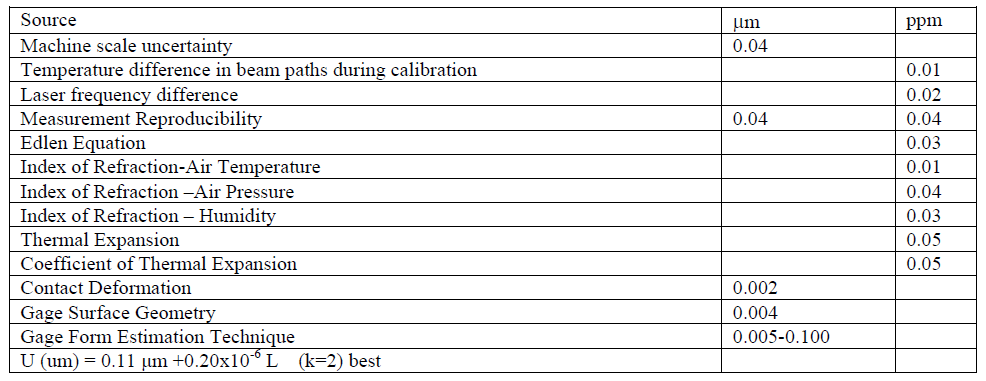 Source μm ppm
Machine scale uncertainty 0.04
Temperature difference in beam paths during calibration 0.01
Laser frequency difference 0.02
Measurement Reproducibility 0.04 0.04
Edlen Equation 0.03
Index of Refraction-Air Temperature 0.01
Index of Refraction –Air Pressure 0.04
Index of Refraction – Humidity 0.03
Thermal Expansion 0.05
Coefficient of Thermal Expansion 0.05
Contact Deformation 0.002
Gage Surface Geometry 0.004
Gage Form Estimation Technique 0.005-0.100
U (um) = 0.11 μm +0.20x10⁻⁶ L (k=2) best